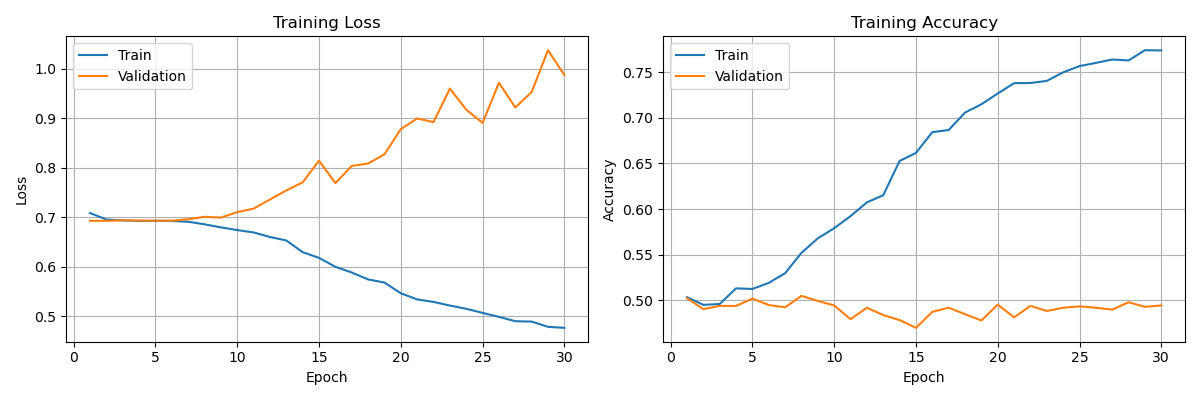 Training Loss
Train
Validation
1.0
0.9
0.8
0.7
0.6
0.5
Loss
0 5 10 15 20 25 30
Epoch
Training Accuracy
Train
Validation
0.75
0.70
0.65
0.60
0.55
0.50
Accuracy
0 5 10 15 20 25 30
Epoch